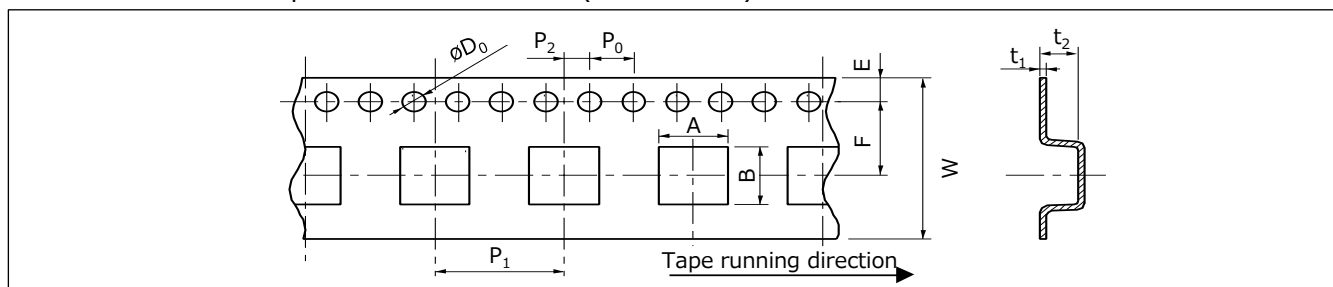 øD₀
P₂
P₀
E
t₂
t₁
A
F
B
W
P₁
Tape running direction